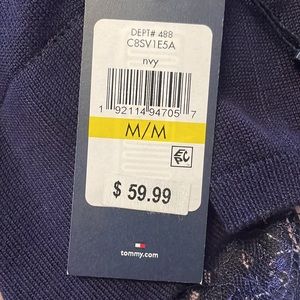 DEPT# 488
C8SV1E5A
nvy
1 92114 94705 7
M/M
$ 59.99
tommy.com